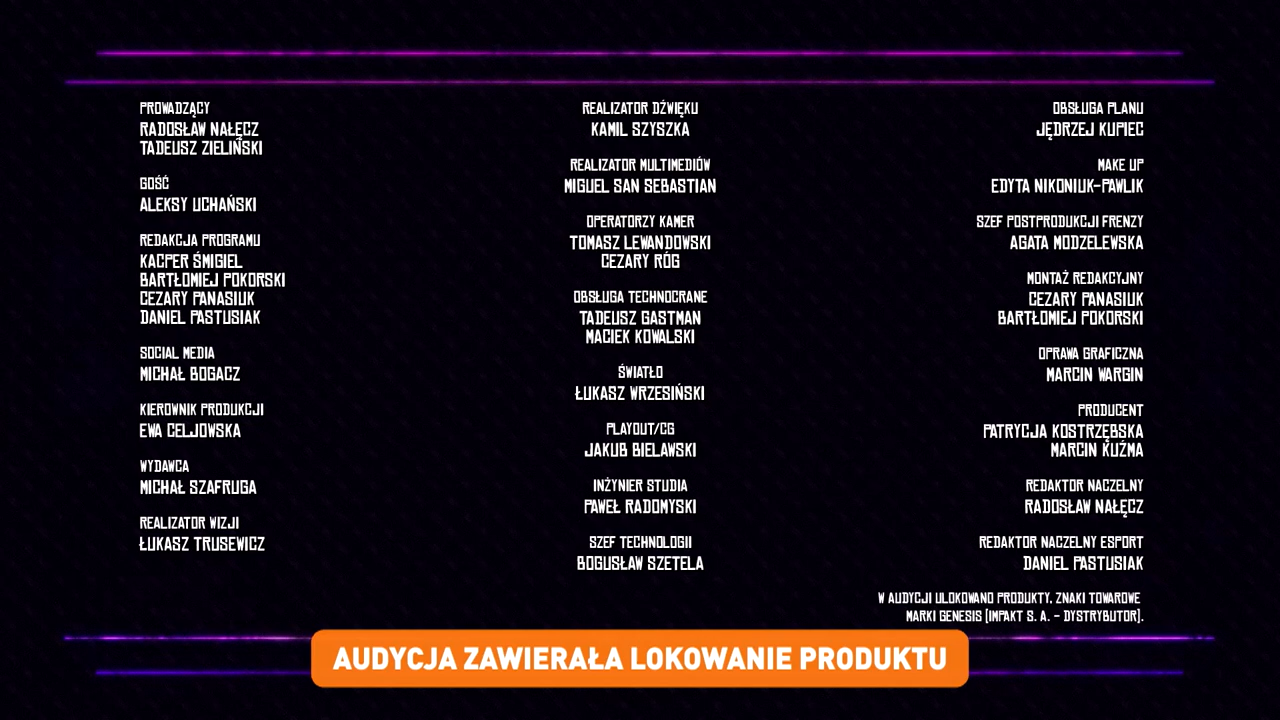 PROWADZĄCY
RADOSŁAW NAŁĘCZ
TADEUSZ ZIELIŃSKI
GOŚĆ
ALEKSY UCHAŃSKI
REDAKCJA PROGRAMU
KACPER ŚMIGIEL
BARTŁOMIEJ POKORSKI
CEZARY PANASIUK
DANIEL PASTUSIAK
SOCIAL MEDIA
MICHAŁ BOGACZ
KIEROWNIK PRODUKCJI
EWA CELJOWSKA
WYDAWCA
MICHAŁ SZAFRUGA
REALIZATOR WIZJI
ŁUKASZ TRUSEWICZ
REALIZATOR DŹWIĘKU
KAMIL SZYSZKA
REALIZATOR MULTIMEDIÓW
MIGUEL SAN SEBASTIAN
OPERATORZY KAMER
TOMASZ LEWANDOWSKI
CEZARY RÓG
OBSŁUGA TECHNOCRANE
TADEUSZ GASTMAN
MACIEK KOWALSKI
ŚWIATŁO
ŁUKASZ WRZESIŃSKI
PLAYOUT/CG
JAKUB BIELAWSKI
INŻYNIER STUDIA
PAWEŁ RADOMYSKI
SZEF TECHNOLOGII
BOGUSŁAW SZETELA
OBSŁUGA PLANU
JĘDRZEJ KUPIEC
MAKE UP
EDYTA NIKONIUK-PAWLIK
SZEF POSTPRODUKCJI FRENZY
AGATA MODZELEWSKA
MONTAŻ REDAKCYJNY
CEZARY PANASIUK
BARTŁOMIEJ POKORSKI
OPRAWA GRAFICZNA
MARCIN WARGIN
PRODUCENT
PATRYCJA KOSTRZĘBSKA
MARCIN KUŹMA
REDAKTOR NACZELNY
RADOSŁAW NAŁĘCZ
REDAKTOR NACZELNY ESPORT
DANIEL PASTUSIAK
W AUDYCJI ULOKOWANO PRODUKTY, ZNAKI TOWAROWE
MARKI GENESIS [IMPAKT S. A. - DYSTRYBUTOR].
AUDYCJA ZAWIERAŁA LOKOWANIE PRODUKTU